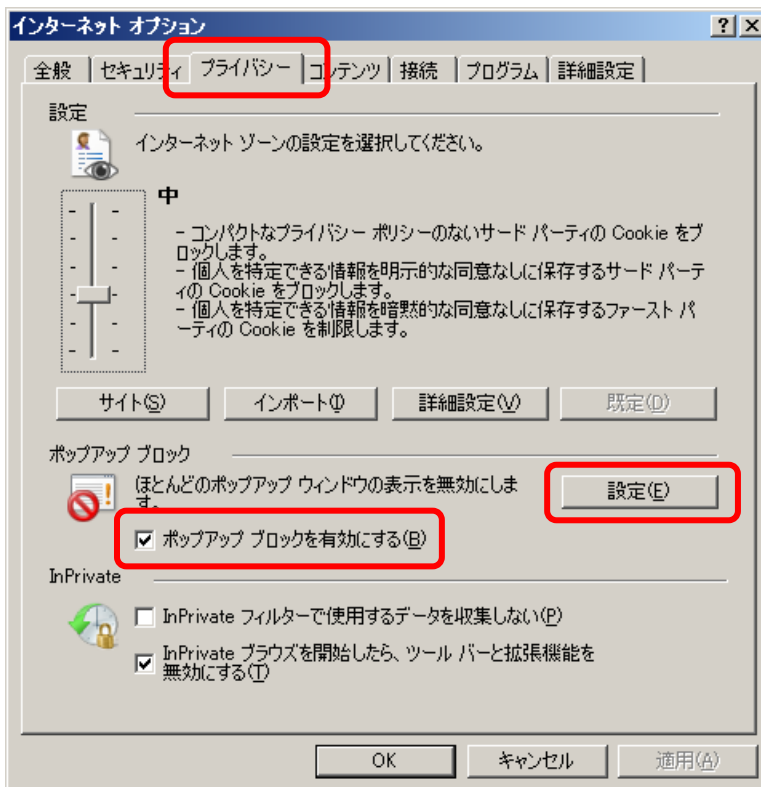 インターネット オプション
全般 セキュリティ プライバシー コンテンツ 接続 プログラム 詳細設定
設定
インターネット ゾーンの設定を選択してください。
中
- コンパクトなプライバシー ポリシーのないサード パーティの Cookie をブ
ロックします。
- 個人を特定できる情報を明示的な同意なしに保存するサード パーテ
ィの Cookie をブロックします。
- 個人を特定できる情報を暗黙的な同意なしに保存するファースト パ
ーティの Cookie を制限します。
サイト(S) インポート(I) 詳細設定(V) 既定(D)
ポップアップ ブロック
ほとんどのポップアップ ウィンドウの表示を無効にしま
す。
設定(E)
ポップアップ ブロックを有効にする(B)
InPrivate
InPrivate フィルターで使用するデータを収集しない(P)
InPrivate ブラウズを開始したら、ツール バーと拡張機能を
無効にする(T)
OK キャンセル 適用(A)